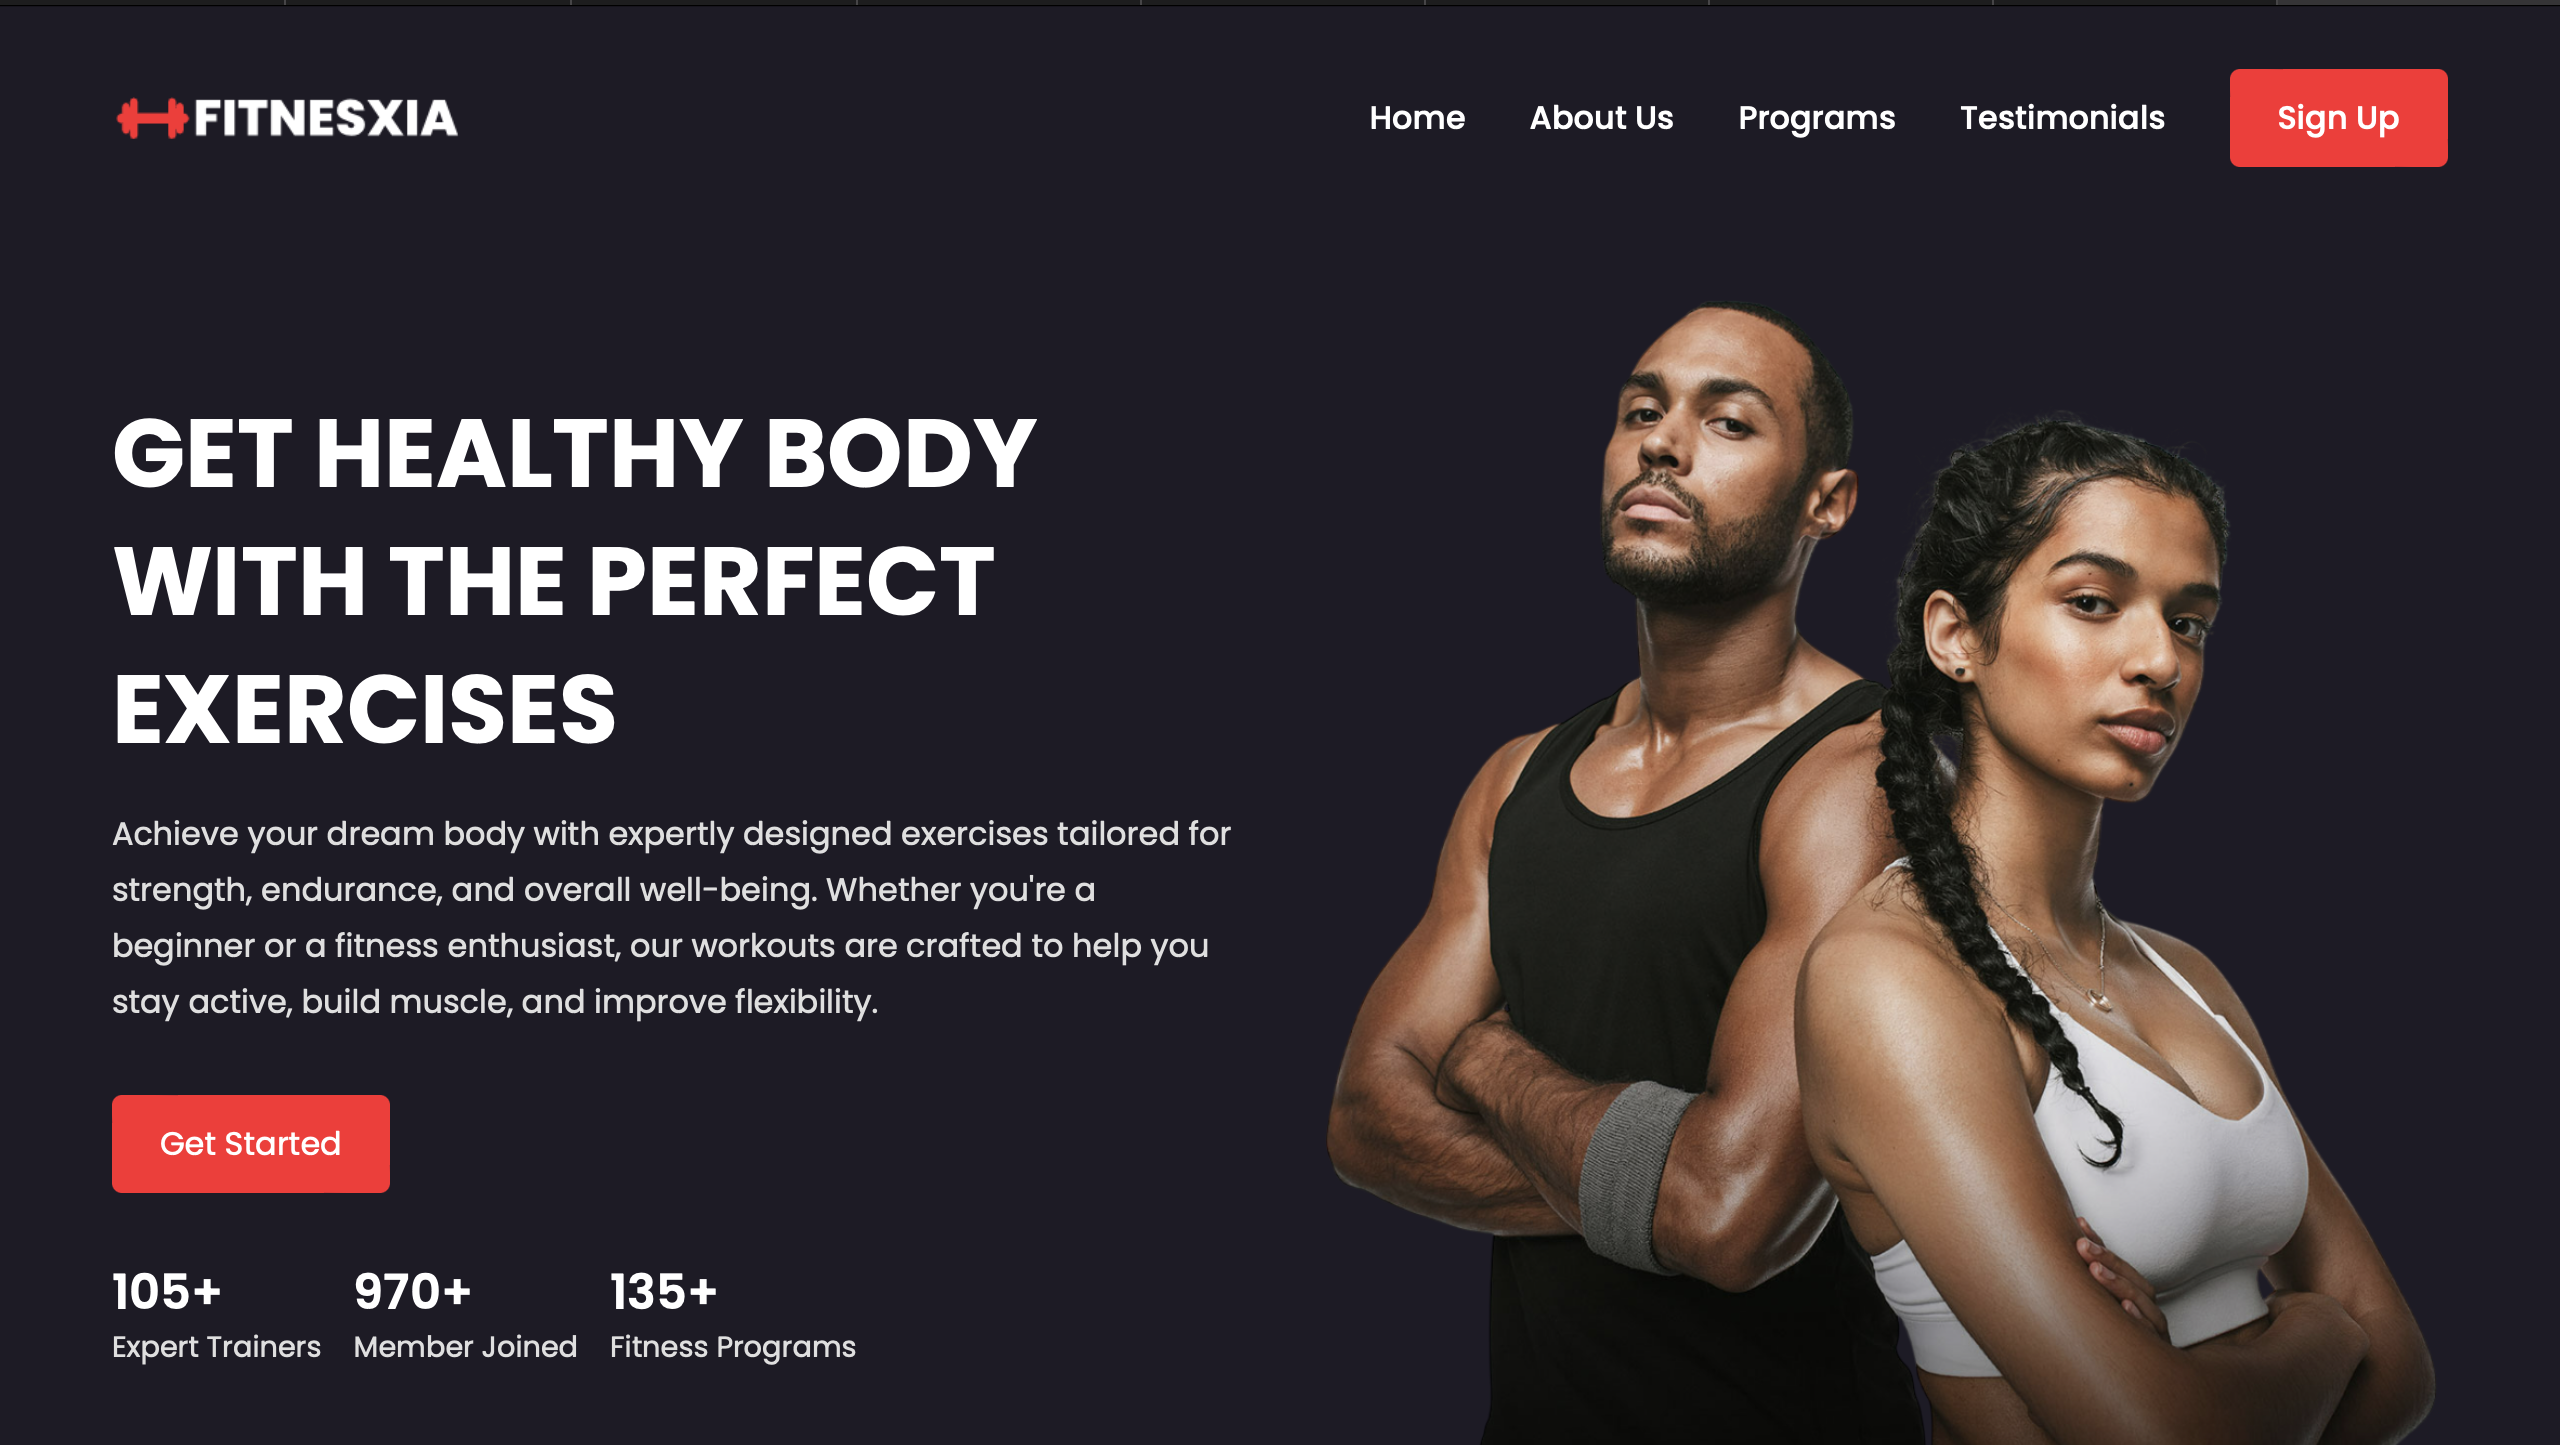 FITNESXIA
Home About Us Programs Testimonials Sign Up
GET HEALTHY BODY
WITH THE PERFECT
EXERCISES
Achieve your dream body with expertly designed exercises tailored for
strength, endurance, and overall well-being. Whether you're a
beginner or a fitness enthusiast, our workouts are crafted to help you
stay active, build muscle, and improve flexibility.
Get Started
105+ 970+ 135+
Expert Trainers Member Joined Fitness Programs